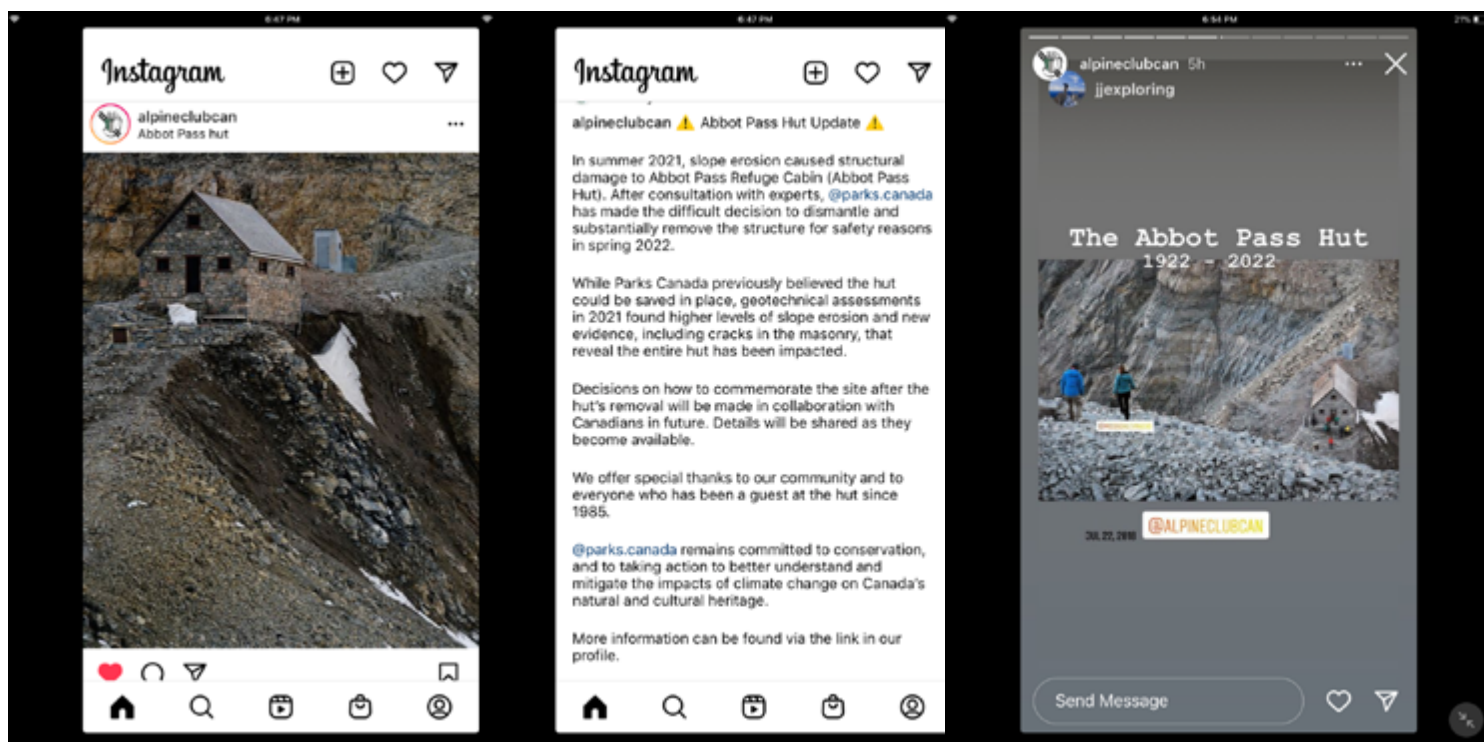 6:47 PM
Instagram
alpineclubcan
Abbot Pass hut
6:47 PM
Instagram
alpineclubcan ⚠️ Abbot Pass Hut Update ⚠️
In summer 2021, slope erosion caused structural
damage to Abbot Pass Refuge Cabin (Abbot Pass
Hut). After consultation with experts, @parks.canada
has made the difficult decision to dismantle and
substantially remove the structure for safety reasons
in spring 2022.
While Parks Canada previously believed the hut
could be saved in place, geotechnical assessments
in 2021 found higher levels of slope erosion and new
evidence, including cracks in the masonry, that
reveal the entire hut has been impacted.
Decisions on how to commemorate the site after the
hut's removal will be made in collaboration with
Canadians in future. Details will be shared as they
become available.
We offer special thanks to our community and to
everyone who has been a guest at the hut since
1985.
@parks.canada remains committed to conservation,
and to taking action to better understand and
mitigate the impacts of climate change on Canada's
natural and cultural heritage.
More information can be found via the link in our
profile.
6:54 PM
21%
alpineclubcan 5h
jjexploring
The Abbot Pass Hut
1922 - 2022
@ALPINECLUBCAN
JUL 22,
Send Message